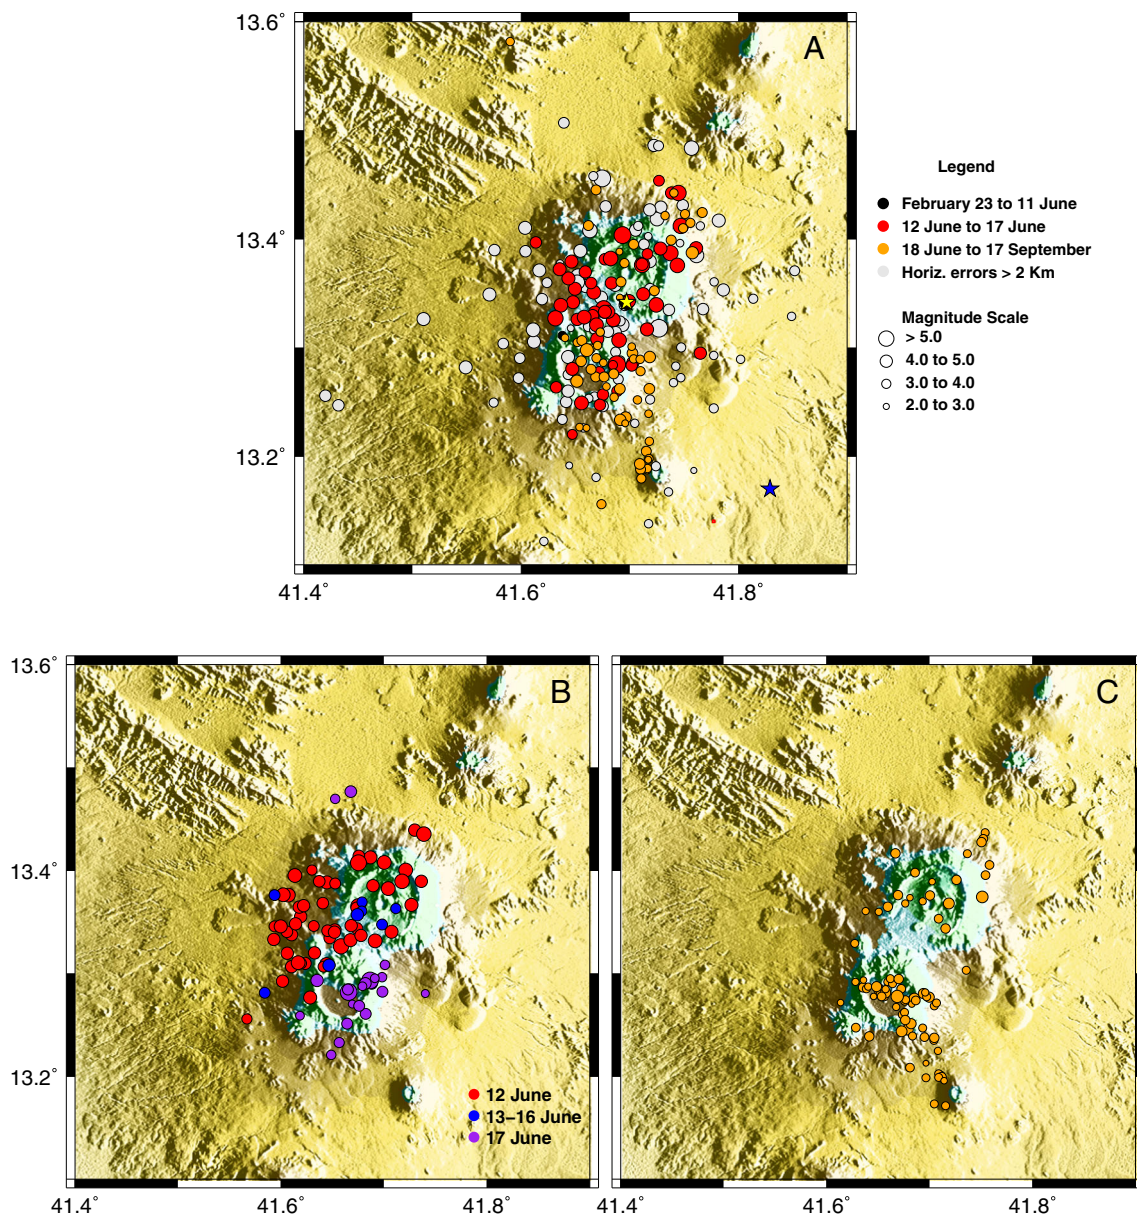 13.6°
A
13.4°
13.2°
41.4°
41.6°
41.8°
Legend
February 23 to 11 June
12 June to 17 June
18 June to 17 September
Horiz. errors > 2 Km
Magnitude Scale
> 5.0
4.0 to 5.0
3.0 to 4.0
2.0 to 3.0
13.6°
B
13.4°
13.2°
12 June
13−16 June
17 June
41.4°
41.6°
41.8°
C
41.4°
41.6°
41.8°